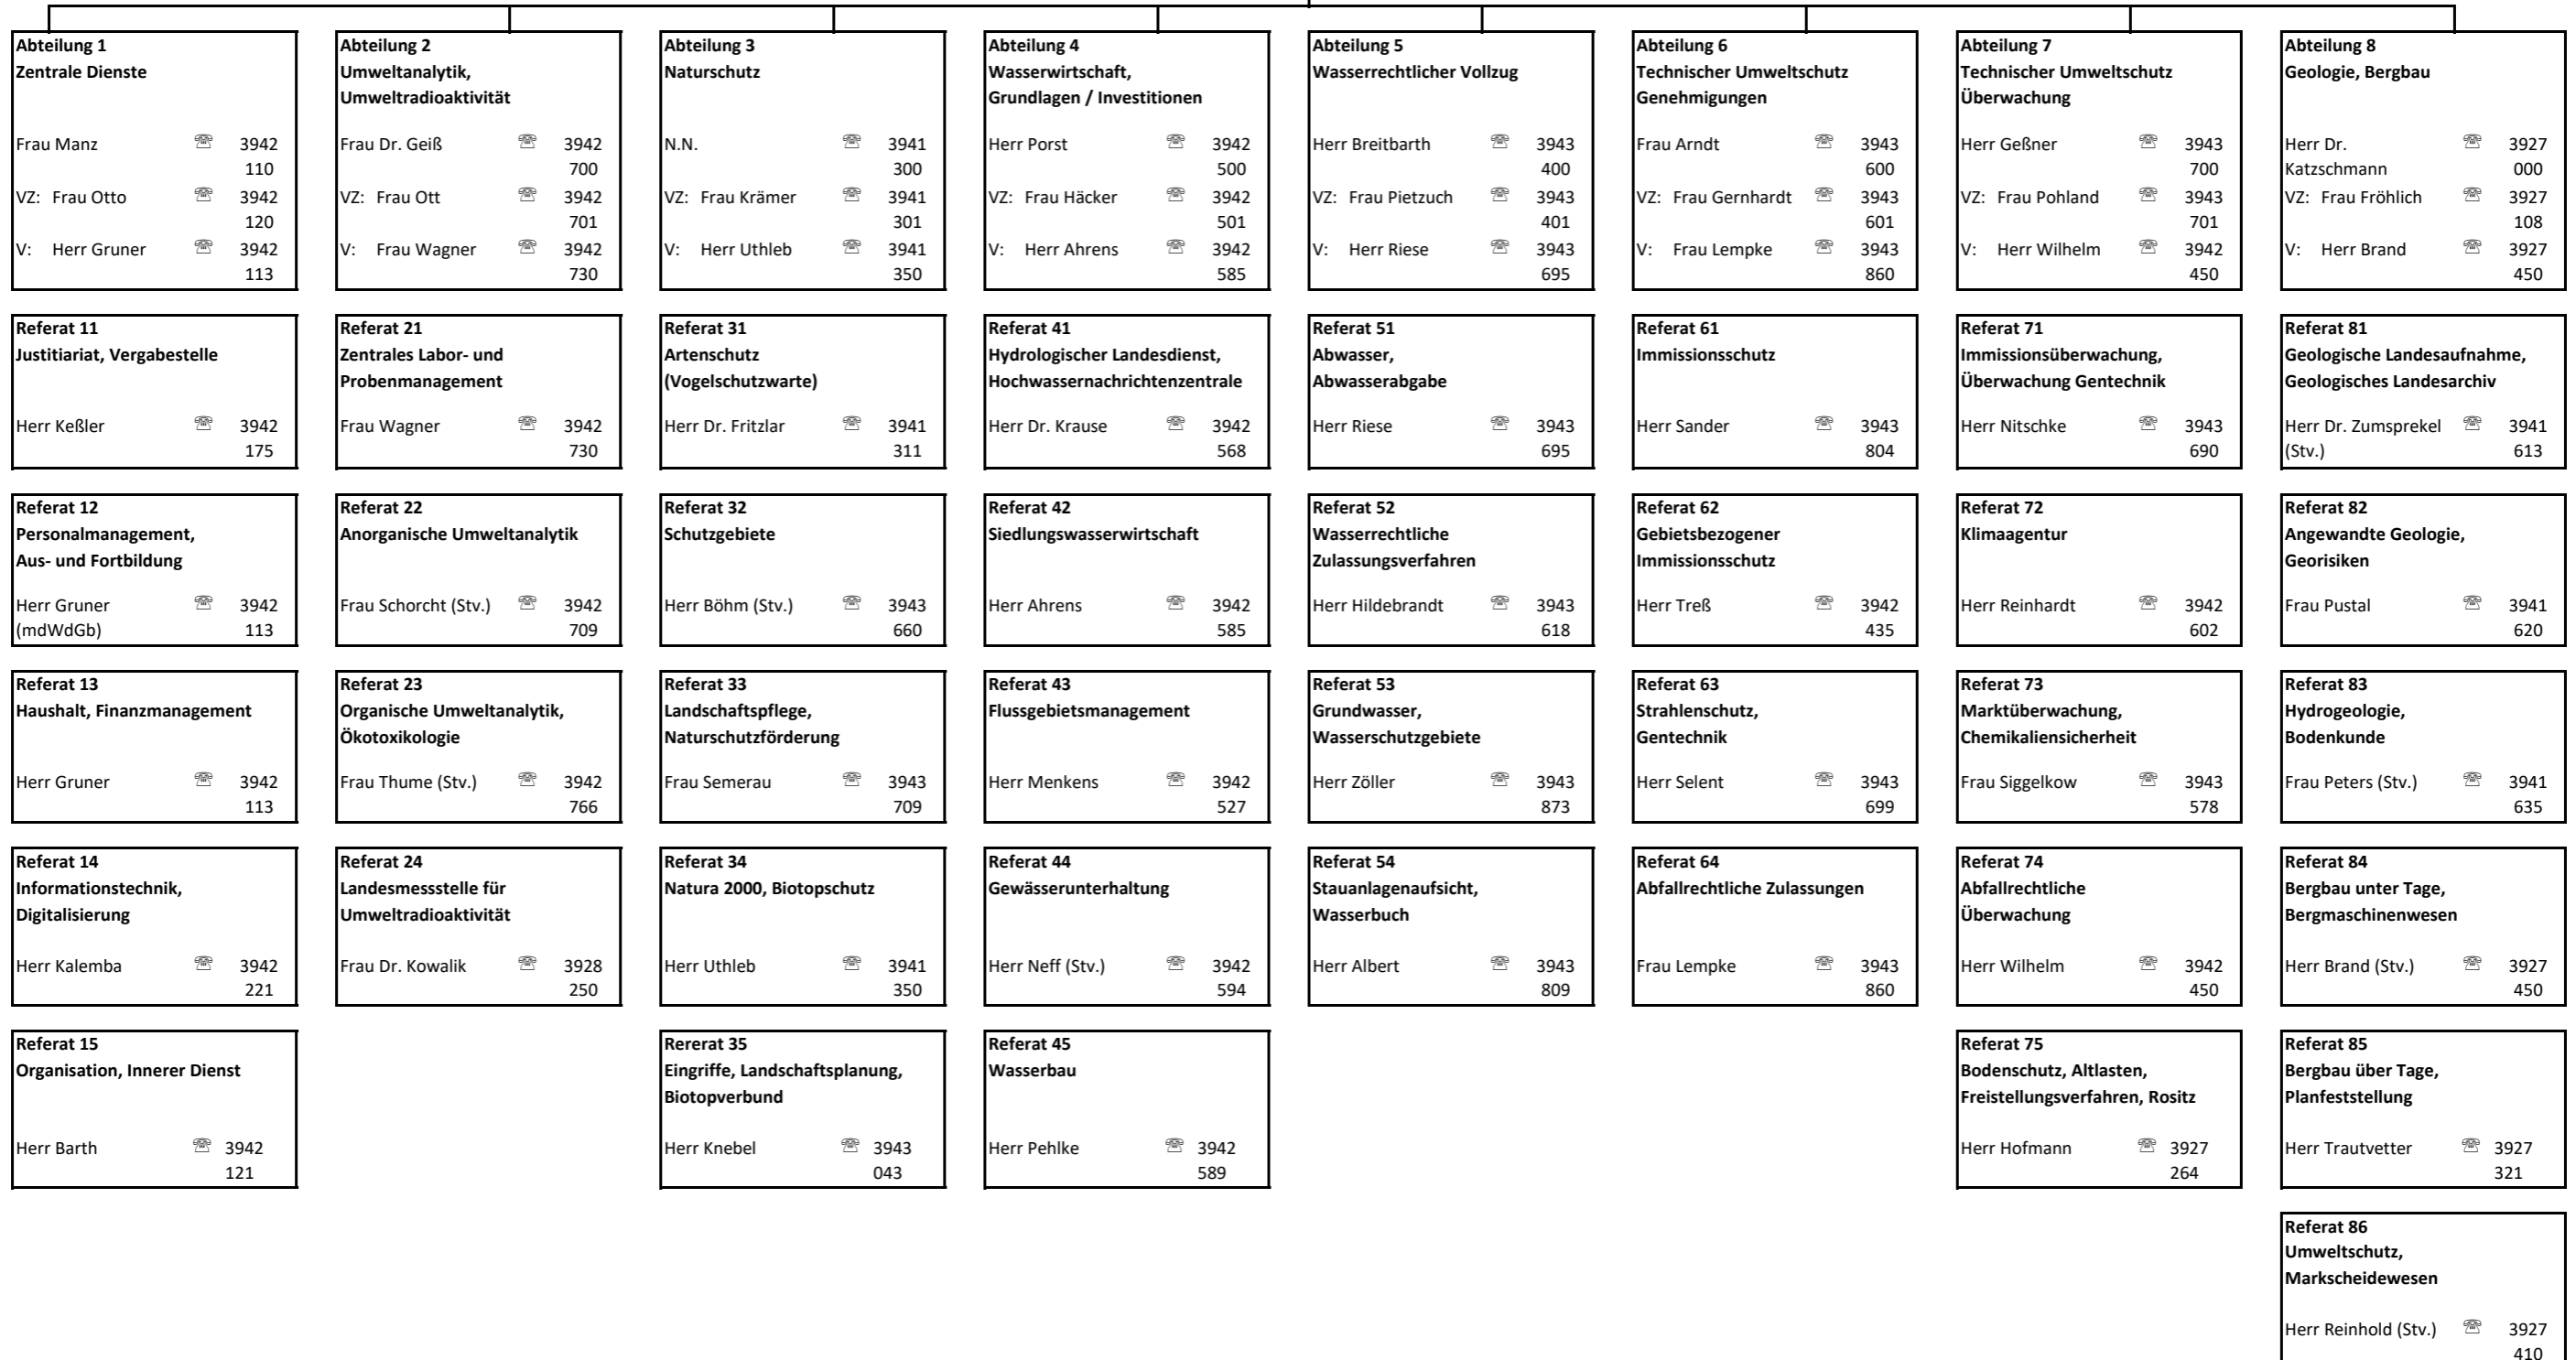 Abteilung 1
Zentrale Dienste
Frau Manz ☏ 3942
110
VZ: Frau Otto ☏ 3942
120
V: Herr Gruner ☏ 3942
113
Abteilung 2
Umweltanalytik,
Umweltradioaktivität
Frau Dr. Geiß ☏ 3942
700
VZ: Frau Ott ☏ 3942
701
V: Frau Wagner ☏ 3942
730
Abteilung 3
Naturschutz
N.N. ☏ 3941
300
VZ: Frau Krämer ☏ 3941
301
V: Herr Uthleb ☏ 3941
350
Abteilung 4
Wasserwirtschaft,
Grundlagen / Investitionen
Herr Porst ☏ 3942
500
VZ: Frau Häcker ☏ 3942
501
V: Herr Ahrens ☏ 3942
585
Abteilung 5
Wasserrechtlicher Vollzug
Herr Breitbarth ☏ 3943
400
VZ: Frau Pietzuch ☏ 3943
401
V: Herr Riese ☏ 3943
695
Abteilung 6
Technischer Umweltschutz
Genehmigungen
Frau Arndt ☏ 3943
600
VZ: Frau Gernhardt ☏ 3943
601
V: Frau Lempke ☏ 3943
860
Abteilung 7
Technischer Umweltschutz
Überwachung
Herr Geßner ☏ 3943
700
VZ: Frau Pohland ☏ 3943
701
V: Herr Wilhelm ☏ 3942
450
Abteilung 8
Geologie, Bergbau
Herr Dr. ☏ 3927
Katzschmann 000
VZ: Frau Fröhlich ☏ 3927
108
V: Herr Brand ☏ 3927
450
Referat 11
Justitiariat, Vergabestelle
Herr Keßler ☏ 3942
175
Referat 21
Zentrales Labor- und
Probenmanagement
Frau Wagner ☏ 3942
730
Referat 31
Artenschutz
(Vogelschutzwarte)
Herr Dr. Fritzlar ☏ 3941
311
Referat 41
Hydrologischer Landesdienst,
Hochwassernachrichtenzentrale
Herr Dr. Krause ☏ 3942
568
Referat 51
Abwasser,
Abwasserabgabe
Herr Riese ☏ 3943
695
Referat 61
Immissionsschutz
Herr Sander ☏ 3943
804
Referat 71
Immissionsüberwachung,
Überwachung Gentechnik
Herr Nitschke ☏ 3943
690
Referat 81
Geologische Landesaufnahme,
Geologisches Landesarchiv
Herr Dr. Zumsprekel ☏ 3941
(Stv.) 613
Referat 12
Personalmanagement,
Aus- und Fortbildung
Herr Gruner ☏ 3942
(mdWdGb) 113
Referat 22
Anorganische Umweltanalytik
Frau Schorcht (Stv.) ☏ 3942
709
Referat 32
Schutzgebiete
Herr Böhm (Stv.) ☏ 3943
660
Referat 42
Siedlungswasserwirtschaft
Herr Ahrens ☏ 3942
585
Referat 52
Wasserrechtliche
Zulassungsverfahren
Herr Hildebrandt ☏ 3943
618
Referat 62
Gebietsbezogener
Immissionsschutz
Herr Treß ☏ 3942
435
Referat 72
Klimaagentur
Herr Reinhardt ☏ 3942
602
Referat 82
Angewandte Geologie,
Georisiken
Frau Pustal ☏ 3941
620
Referat 13
Haushalt, Finanzmanagement
Herr Gruner ☏ 3942
113
Referat 23
Organische Umweltanalytik,
Ökotoxikologie
Frau Thume (Stv.) ☏ 3942
766
Referat 33
Landschaftspflege,
Naturschutzförderung
Frau Semerau ☏ 3943
709
Referat 43
Flussgebietsmanagement
Herr Menkens ☏ 3942
527
Referat 53
Grundwasser,
Wasserschutzgebiete
Herr Zöller ☏ 3943
873
Referat 63
Strahlenschutz,
Gentechnik
Herr Selent ☏ 3943
699
Referat 73
Marktüberwachung,
Chemikaliensicherheit
Frau Siggelkow ☏ 3943
578
Referat 83
Hydrogeologie,
Bodenkunde
Frau Peters (Stv.) ☏ 3941
635
Referat 14
Informationstechnik,
Digitalisierung
Herr Kalemba ☏ 3942
221
Referat 24
Landesmessstelle für
Umweltradioaktivität
Frau Dr. Kowalik ☏ 3928
250
Referat 34
Natura 2000, Biotopschutz
Herr Uthleb ☏ 3941
350
Referat 44
Gewässerunterhaltung
Herr Neff (Stv.) ☏ 3942
594
Referat 54
Stauanlagenaufsicht,
Wasserbuch
Herr Albert ☏ 3943
809
Referat 64
Abfallrechtliche Zulassungen
Frau Lempke ☏ 3943
860
Referat 74
Abfallrechtliche
Überwachung
Herr Wilhelm ☏ 3942
450
Referat 84
Bergbau unter Tage,
Bergmaschinenwesen
Herr Brand (Stv.) ☏ 3927
450
Referat 15
Organisation, Innerer Dienst
Herr Barth ☏ 3942
121
Rererat 35
Eingriffe, Landschaftsplanung,
Biotopverbund
Herr Knebel ☏ 3943
043
Referat 45
Wasserbau
Herr Pehlke ☏ 3942
589
Referat 75
Bodenschutz, Altlasten,
Freistellungsverfahren, Rositz
Herr Hofmann ☏ 3927
264
Referat 85
Bergbau über Tage,
Planfeststellung
Herr Trautvetter ☏ 3927
321
Referat 86
Umweltschutz,
Markscheidewesen
Herr Reinhold (Stv.) ☏ 3927
410